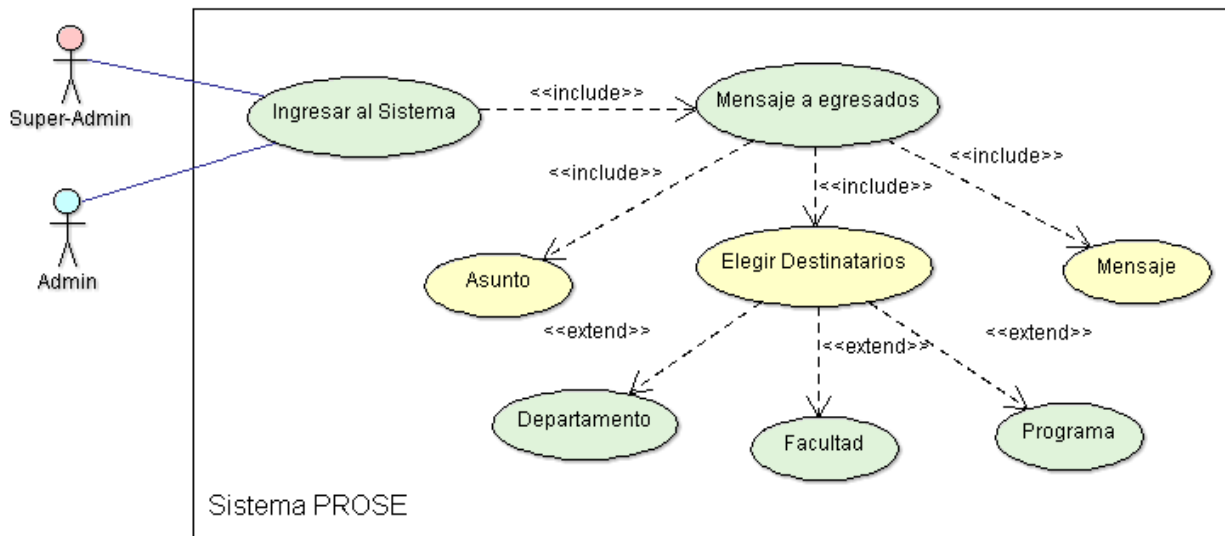 Super-Admin
Admin
Ingresar al Sistema
<<include>>
Mensaje a egresados
<<include>>
<<include>>
<<include>>
Asunto
Elegir Destinatarios
Mensaje
<<extend>>
<<extend>>
<<extend>>
Departamento
Facultad
Programa
Sistema PROSE